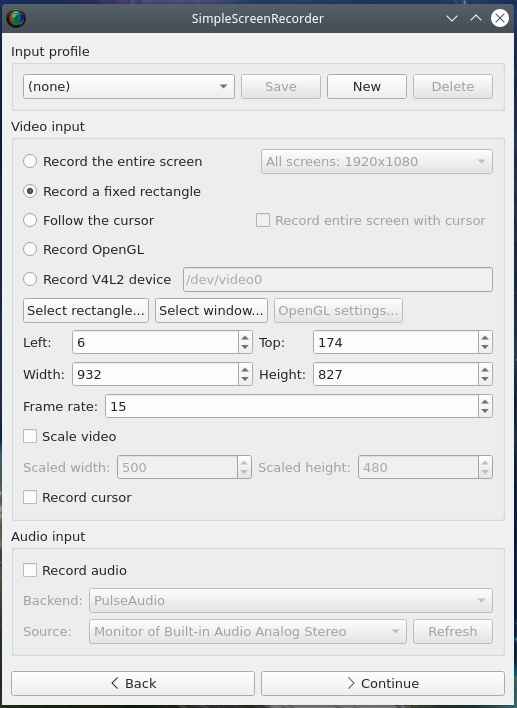 SimpleScreenRecorder
Input profile
(none) Save New Delete
Video input
Record the entire screen All screens: 1920x1080
Record a fixed rectangle
Follow the cursor Record entire screen with cursor
Record OpenGL
Record V4L2 device /dev/video0
Select rectangle... Select window... OpenGL settings...
Left: 6 Top: 174
Width: 932 Height: 827
Frame rate: 15
Scale video
Scaled width: 500 Scaled height: 480
Record cursor
Audio input
Record audio
Backend: PulseAudio
Source: Monitor of Built-in Audio Analog Stereo Refresh
Back Continue